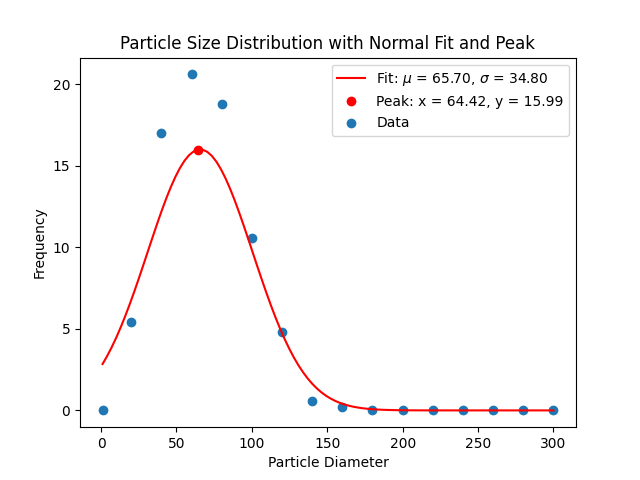 Particle Size Distribution with Normal Fit and Peak
Fit: μ = 65.70, σ = 34.80
Peak: x = 64.42, y = 15.99
Data
Frequency
20
15
10
5
0
0 50 100 150 200 250 300
Particle Diameter